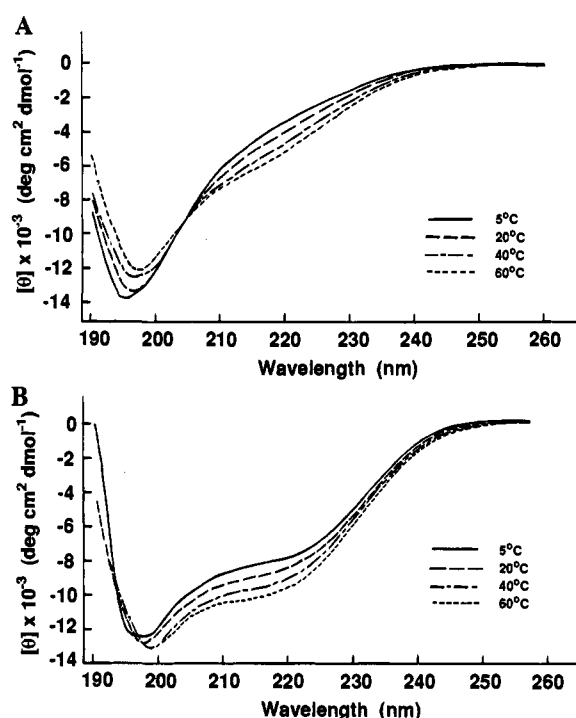 A
[θ] x 10⁻³ (deg cm² dmol⁻¹)
0
-2
-4
-6
-8
-10
-12
-14
5°C
20°C
40°C
60°C
190 200 210 220 230 240 250 260
Wavelength (nm)
B
[θ] x 10⁻³ (deg cm² dmol⁻¹)
0
-2
-4
-6
-8
-10
-12
-14
5°C
20°C
40°C
60°C
190 200 210 220 230 240 250 260
Wavelength (nm)